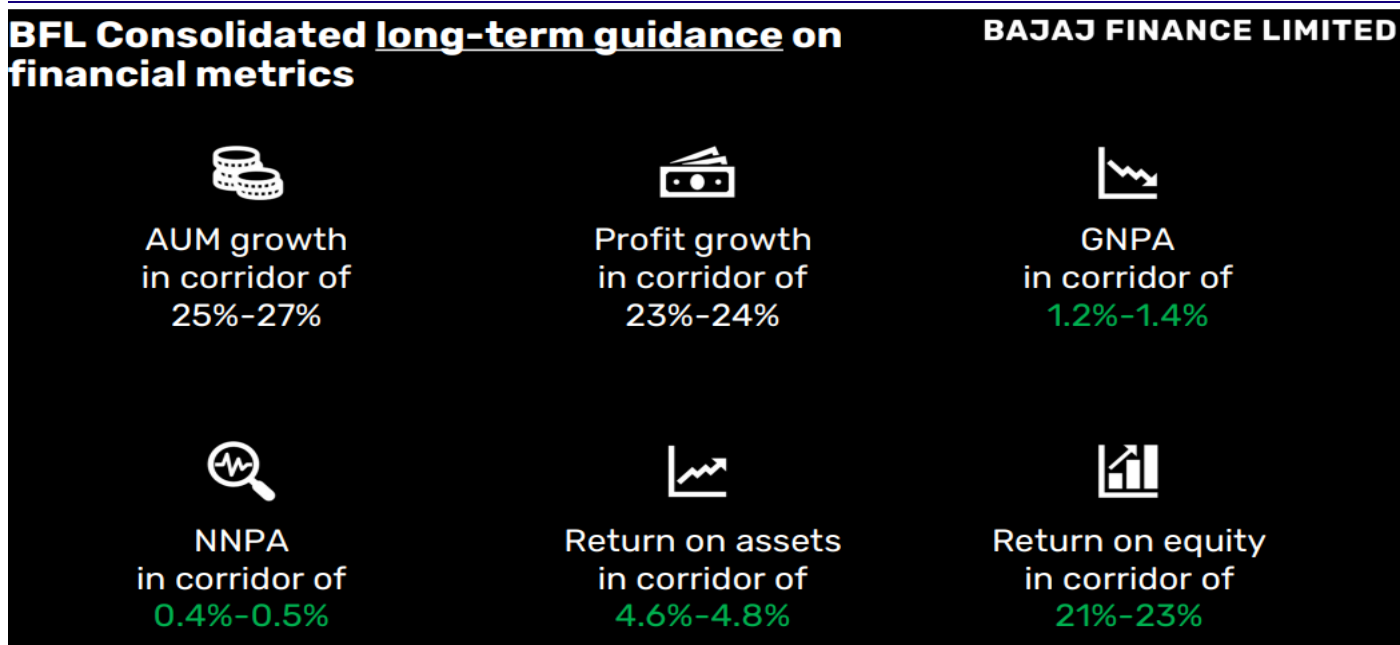 BFL Consolidated long-term guidance on
financial metrics
BAJAJ FINANCE LIMITED
AUM growth
in corridor of
25%-27%
Profit growth
in corridor of
23%-24%
GNPA
in corridor of
1.2%-1.4%
NNPA
in corridor of
0.4%-0.5%
Return on assets
in corridor of
4.6%-4.8%
Return on equity
in corridor of
21%-23%